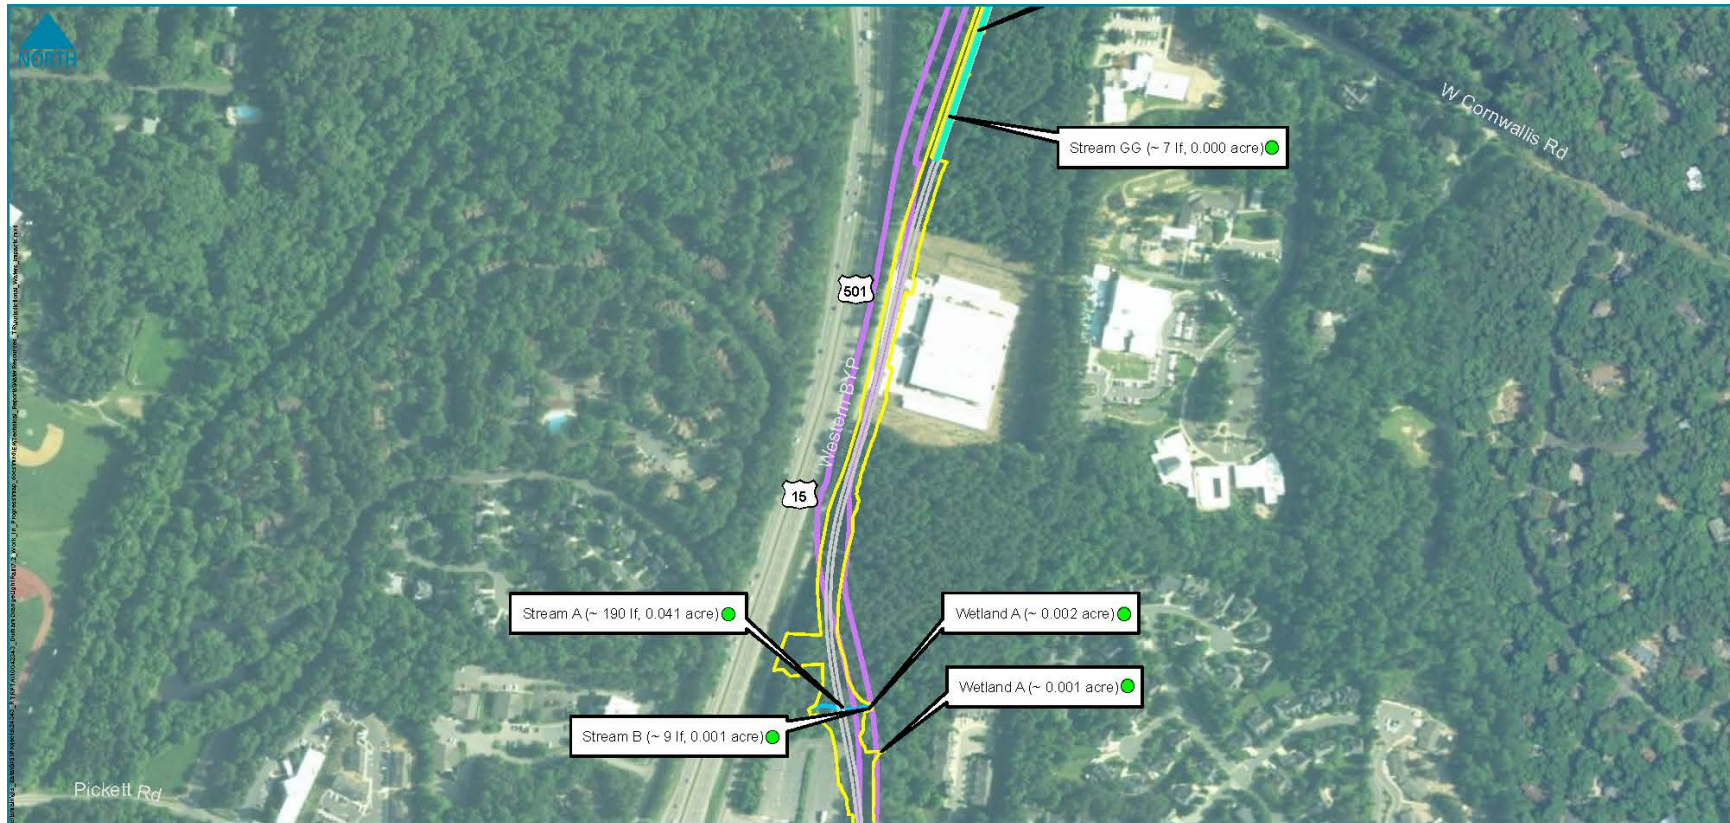 NORTH
W Cornwallis Rd
Stream GG (~ 7 lf, 0.000 acre)
501
Western BYP
15
Stream A (~ 190 lf, 0.041 acre)
Wetland A (~ 0.002 acre)
Wetland A (~ 0.001 acre)
Stream B (~ 9 lf, 0.001 acre)
Pickett Rd